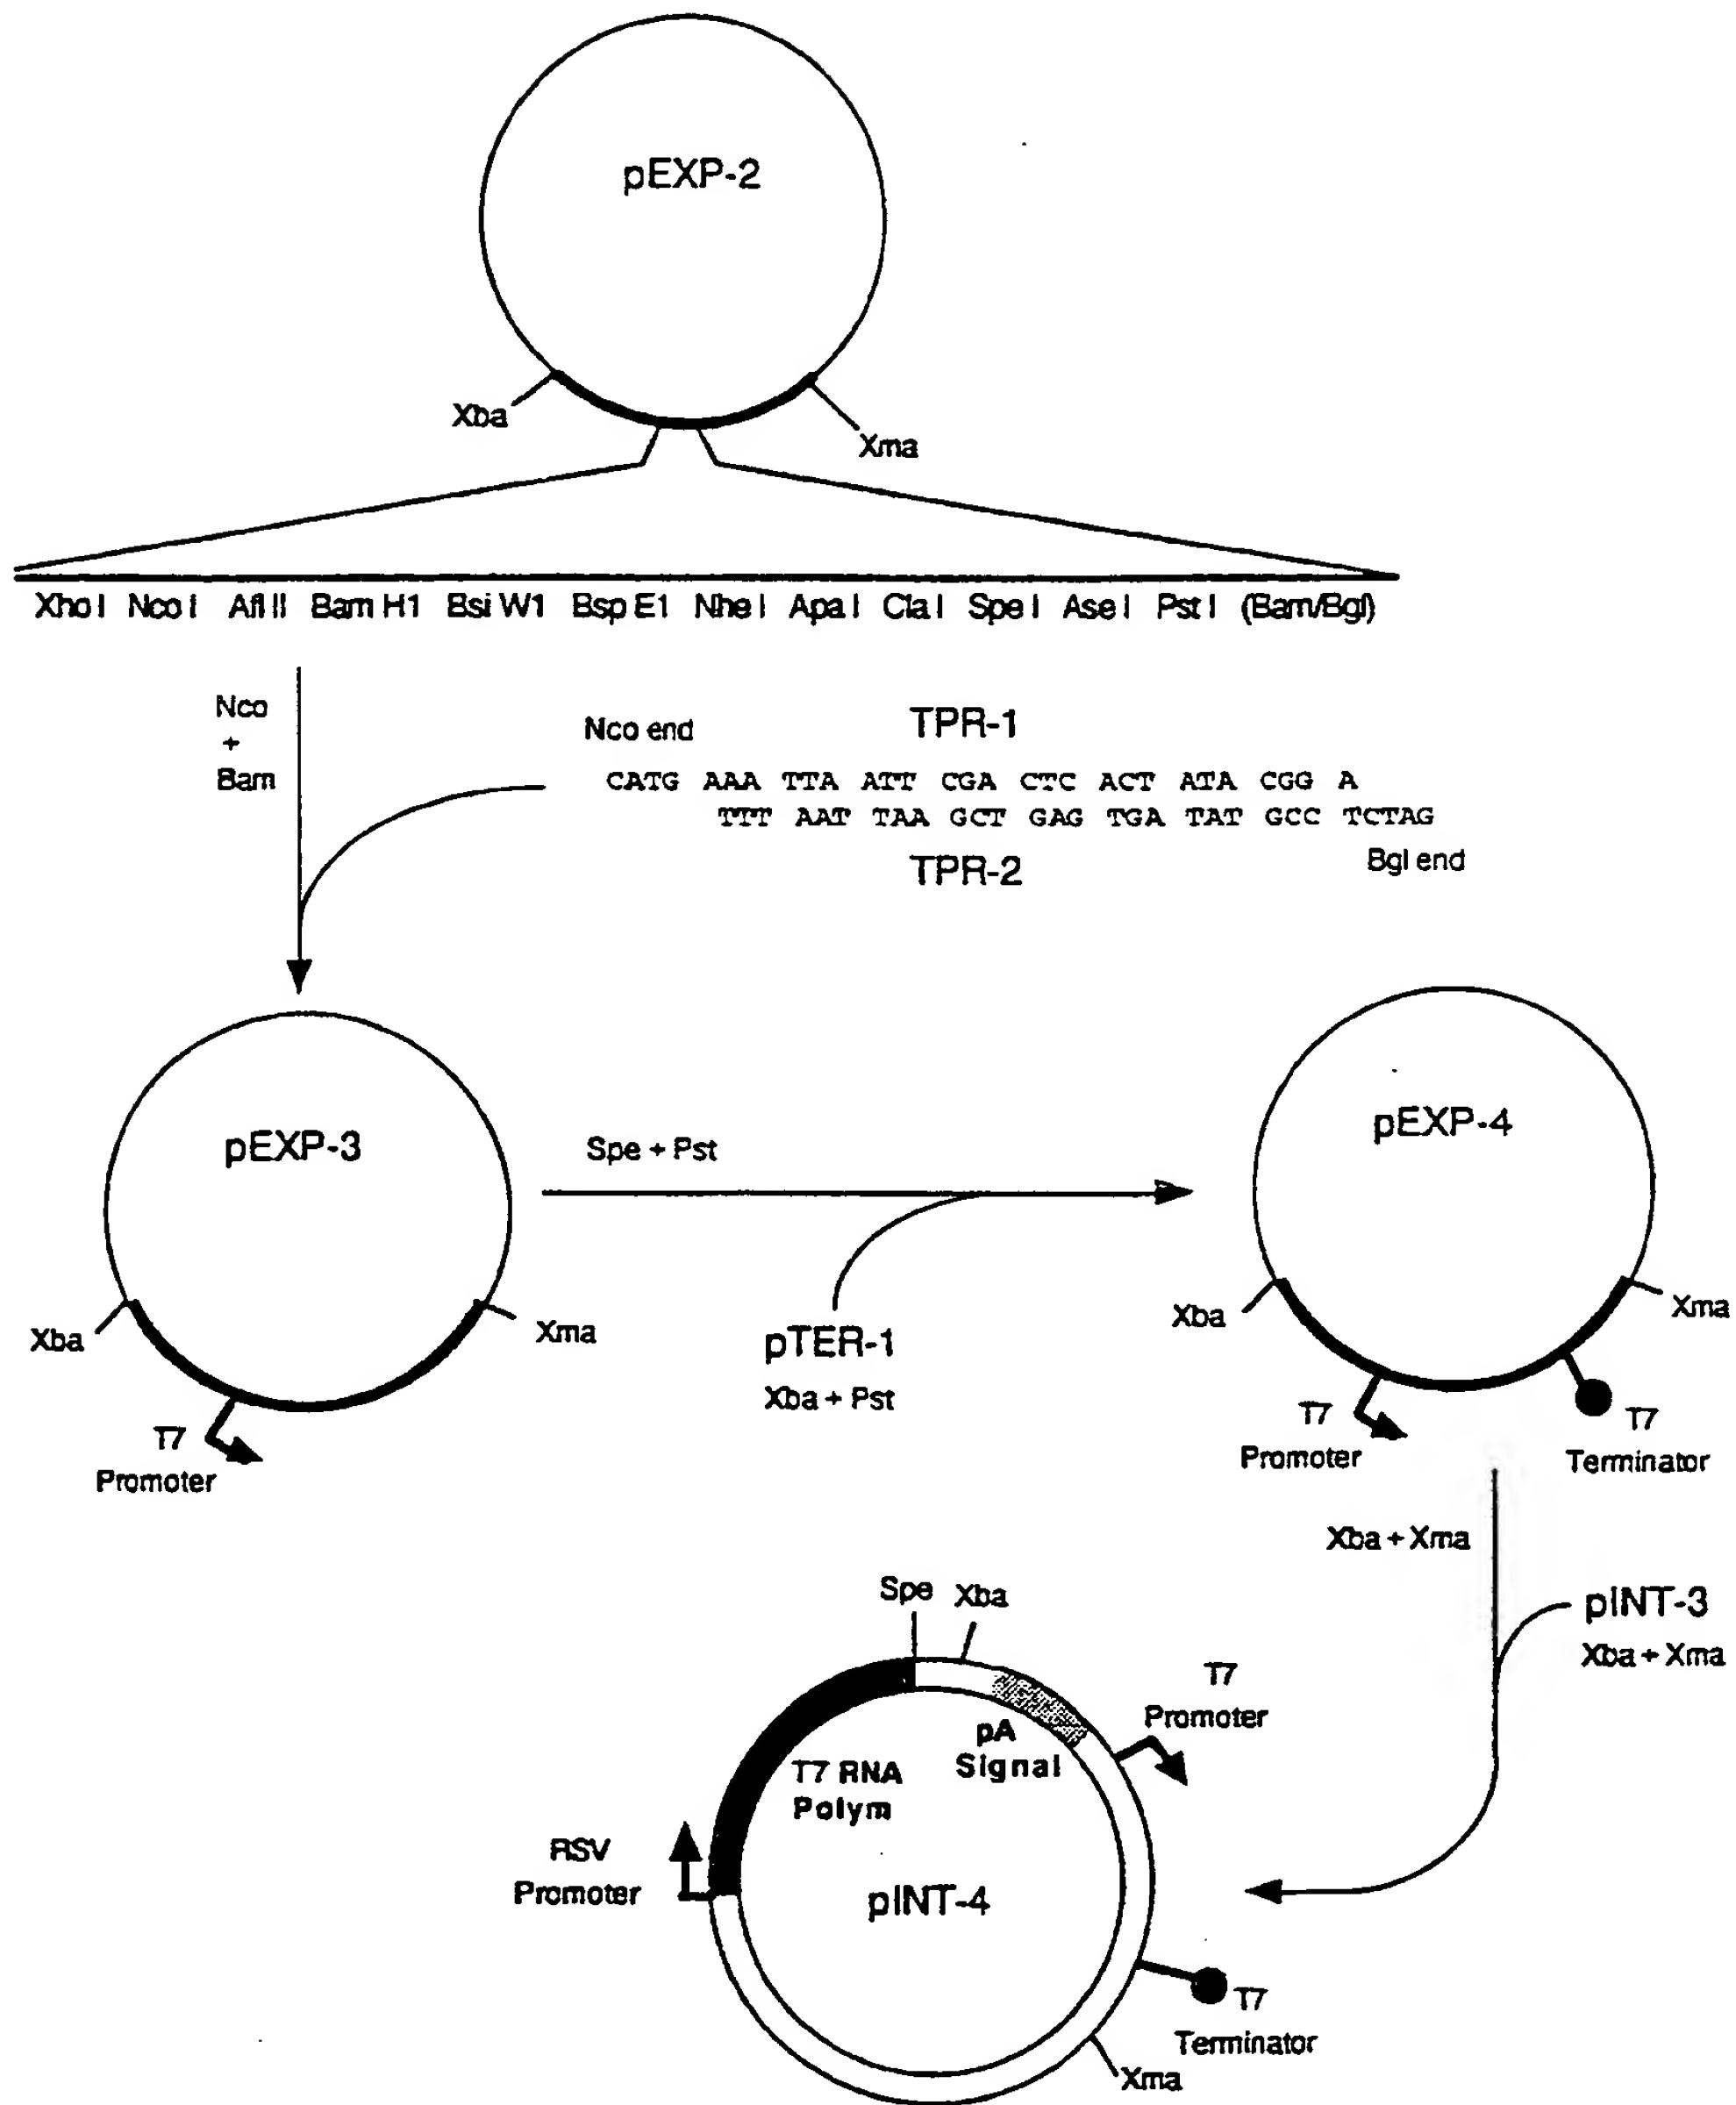 pEXP-2
Xba
Xma
Xho I Nco I Afl II Bam H1 Bsi W1 Bsp E1 Nhe I Apa I Cla I Spe I Ase I Pst I (Bam/Bgl)
Nco
+
Bam
Nco end
TPR-1
CATG AAA TTA ATT CGA CTC ACT ATA CGG A
TTT AAT TAA GCT GAG TGA TAT GCC TCTAG
TPR-2
Bgl end
pEXP-3
Spe + Pst
pEXP-4
Xba
Xma
pTER-1
Xba + Pst
T7
Promoter
Xba
Xma
T7
Promoter
T7
Terminator
Xba + Xma
pINT-3
Xba + Xma
Spe
Xba
T7
Promoter
pA
Signal
T7 RNA
Polym
RSV
Promoter
pINT-4
T7
Terminator
Xma